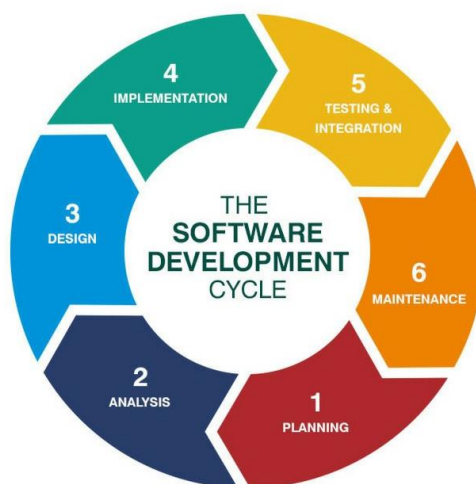 THE
SOFTWARE
DEVELOPMENT
CYCLE
1
PLANNING
2
ANALYSIS
3
DESIGN
4
IMPLEMENTATION
5
TESTING &
INTEGRATION
6
MAINTENANCE